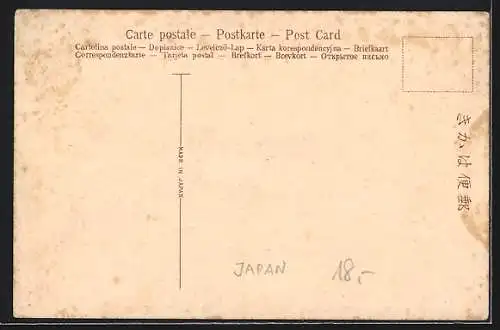 Carte postale — Postkarte — Post Card
Cartolina postale — Dopisnice — Levelező-Lap — Karta korespondencyjna — Briefkaart
Correspondenzkarte — Tarjeta postal — Brefkort — Brevkort — Открытое письмо
MADE IN JAPAN
きかは便郵
JAPAN 18,-